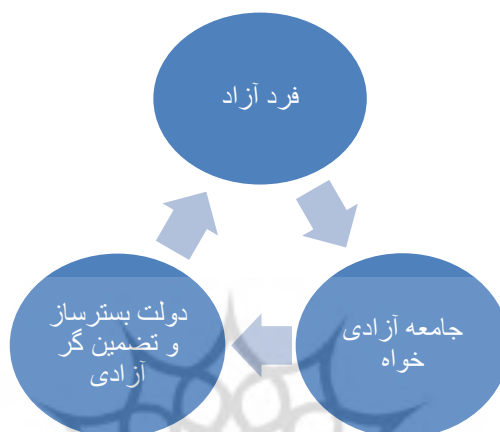 فرد آزاد
جامعه آزادی
خواه
دولت بسترساز
و تضمین گر
آزادی